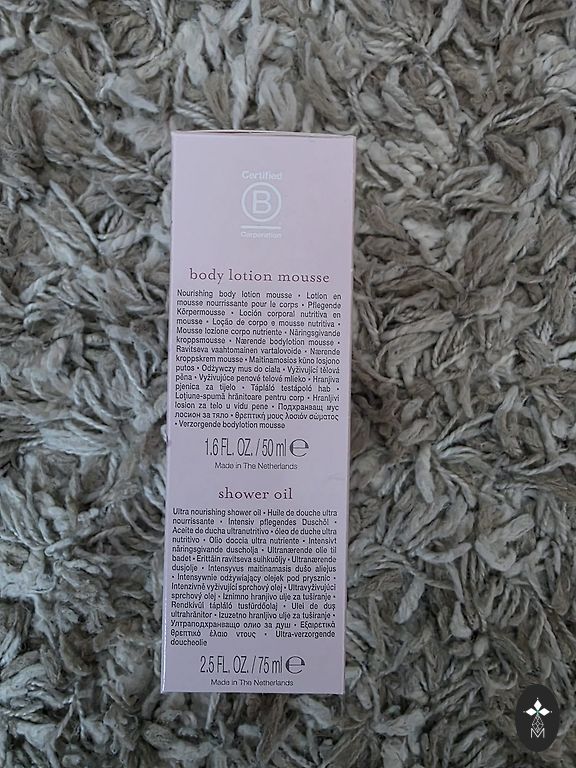 Certified
B
Corporation
body lotion mousse
Nourishing body lotion mousse • Lotion en
mousse nourrissante pour le corps • Pflegende
Körpermousse • Loción corporal nutritiva en
mousse • Loção de corpo e mousse nutritiva •
Mousse lozione corpo nutriente • Näringsgivande
kroppsmousse • Nærende bodylotion mousse •
Ravitseva vaahtomainen vartalovoide • Nærende
kroppskrem mousse • Maitinamosios kūno losjono
putos • Odżywczy mus do ciała • Vyživující tělová
pěna • Vyživujúce penové telové mlieko • Hranjiva
pjenica za tijelo • Tápláló testápoló hab •
Loțiune-spumă hrănitoare pentru corp • Hranljivi
losion za telo u vidu pene • Подхранващ мус
лосион за тяло • Θρεπτική μους λοσιόν σώματος
• Verzorgende bodylotion mousse
1.6 FL. OZ. / 50 ml ℮
Made in The Netherlands
shower oil
Ultra nourishing shower oil • Huile de douche ultra
nourrissante • Intensiv pflegendes Duschöl •
Aceite de ducha ultranutritivo • óleo de duche ultra
nutritivo • Olio doccia ultra nutriente • Intensivt
näringsgivande duscholja • Ultranærende olie til
badet • Erittäin ravitseva suihkuöljy • Ultranærende
dusjolje • Intensyvus maitinamasis dušo aliejus
• Intensywnie odżywiający olejek pod prysznic •
Intenzivně vyživující sprchový olej • Ultravyživujúci
sprchový olej • Iznimno hranjivo ulje za tuširanje •
Rendkívül tápláló tusfürdőolaj • Ulei de duș
ultrahrănitor • Izuzetno hranljivo ulje za tuširanje •
Ултраподхранващо олио за душ • Εξαιρετικά
θρεπτικό έλαιο ντους • Ultra-verzorgende
doucheolie
2.5 FL. OZ. / 75 ml ℮
Made in The Netherlands
M